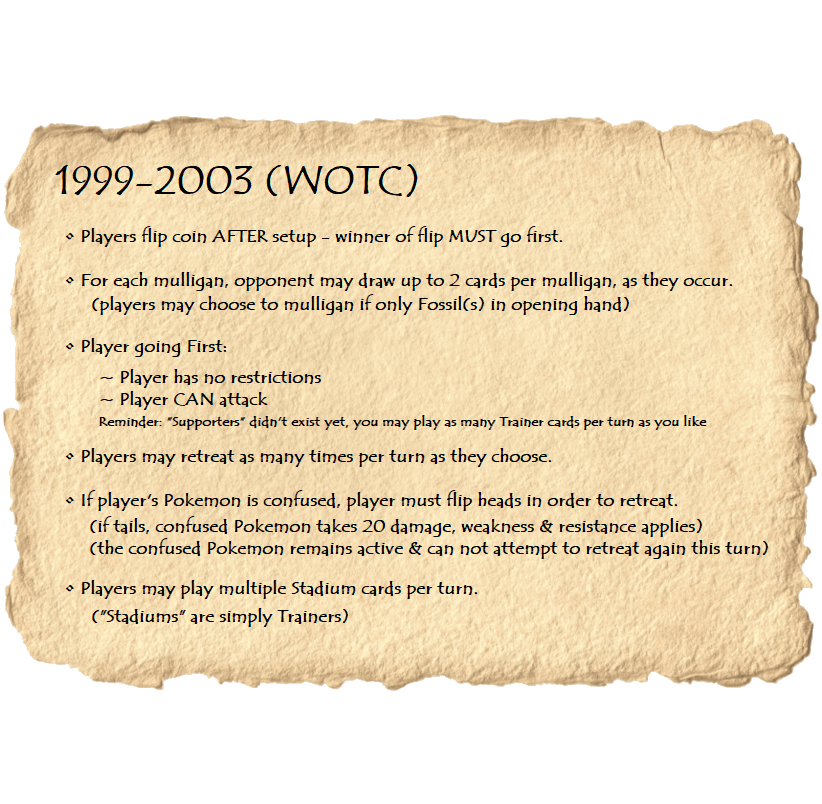 1999-2003 (WOTC)
⋄ Players flip coin AFTER setup - winner of flip MUST go first.
⋄ For each mulligan, opponent may draw up to 2 cards per mulligan, as they occur.
(players may choose to mulligan if only Fossil(s) in opening hand)
⋄ Player going First:
~ Player has no restrictions
~ Player CAN attack
Reminder: "Supporters" didn't exist yet, you may play as many Trainer cards per turn as you like
⋄ Players may retreat as many times per turn as they choose.
⋄ If player's Pokemon is confused, player must flip heads in order to retreat.
(if tails, confused Pokemon takes 20 damage, weakness & resistance applies)
(the confused Pokemon remains active & can not attempt to retreat again this turn)
⋄ Players may play multiple Stadium cards per turn.
("Stadiums" are simply Trainers)